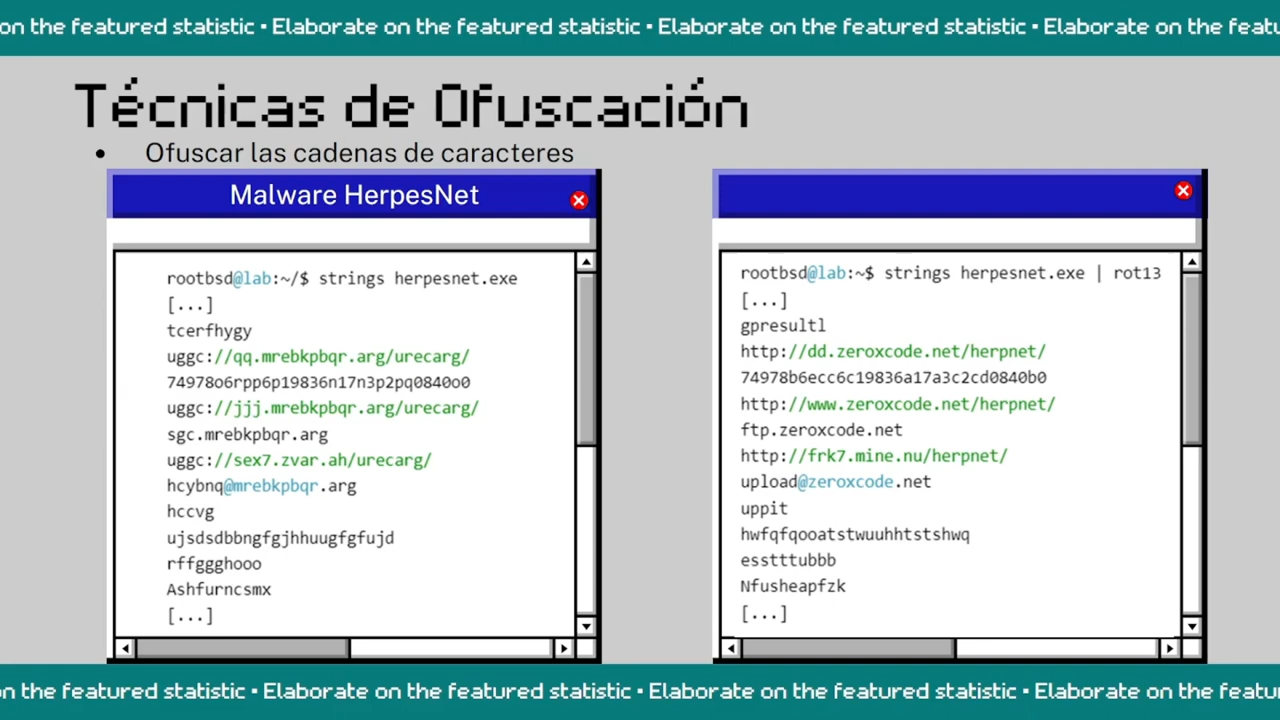 on the featured statistic • Elaborate on the featured statistic • Elaborate on the featured statistic • Elaborate on the featu
Técnicas de Ofuscación
• Ofuscar las cadenas de caracteres
Malware HerpesNet
rootbsd@lab:~/$ strings herpesnet.exe
[...]
tcerfhygy
uggc://qq.mrebkpbqr.arg/urecarg/
74978o6rpp6p19836n17n3p2pq0840o0
uggc://jjj.mrebkpbqr.arg/urecarg/
sgc.mrebkpbqr.arg
uggc://sex7.zvar.ah/urecarg/
hcybnq@mrebkpbqr.arg
hccvg
ujsdsdbbngfgjhhuugfgfujd
rffggghooo
Ashfurncsmx
[...]
rootbsd@lab:~$ strings herpesnet.exe | rot13
[...]
gpresultl
http://dd.zeroxcode.net/herpnet/
74978b6ecc6c19836a17a3c2cd0840b0
http://www.zeroxcode.net/herpnet/
ftp.zeroxcode.net
http://frk7.mine.nu/herpnet/
upload@zeroxcode.net
uppit
hwfqfqooatstwuuhhtstshwq
esstttubbb
Nfusheapfzk
[...]
on the featured statistic • Elaborate on the featured statistic • Elaborate on the featured statistic • Elaborate on the featur